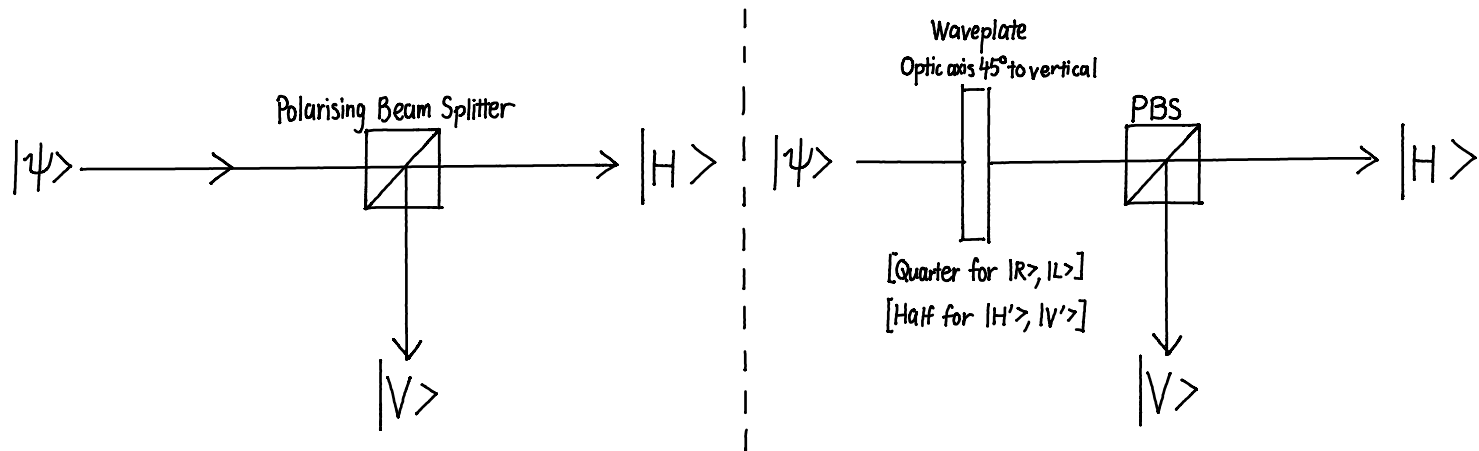 Polarising Beam Splitter
|ψ>
|H>
|V>
Waveplate
Optic axis 45° to vertical
PBS
|ψ>
|H>
[Quarter for |R>, |L>]
[Half for |H'>, |V'>]
|V>